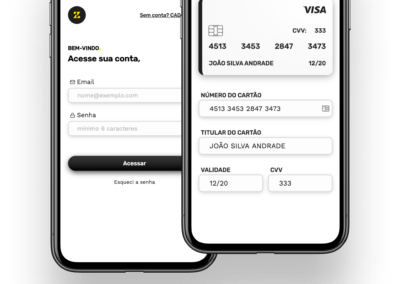 Z
Sem conta? CAD
BEM-VINDO.
Acesse sua conta,
Email
nome@exemplo.com
Senha
mínimo 8 caracteres
Acessar
Esqueci a senha
VISA
CVV: 333
4513 3453 2847 3473
JOÃO SILVA ANDRADE 12/20
NÚMERO DO CARTÃO
4513 3453 2847 3473
TITULAR DO CARTÃO
JOÃO SILVA ANDRADE
VALIDADE CVV
12/20 333